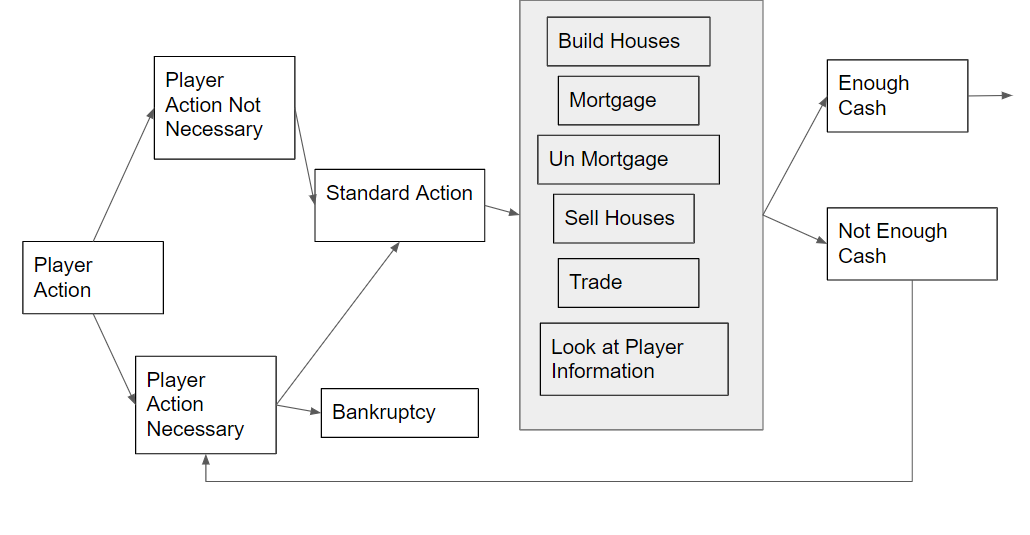 Player
Action
Player
Action Not
Necessary
Player
Action
Necessary
Standard Action
Bankruptcy
Build Houses
Mortgage
Un Mortgage
Sell Houses
Trade
Look at Player
Information
Enough
Cash
Not Enough
Cash